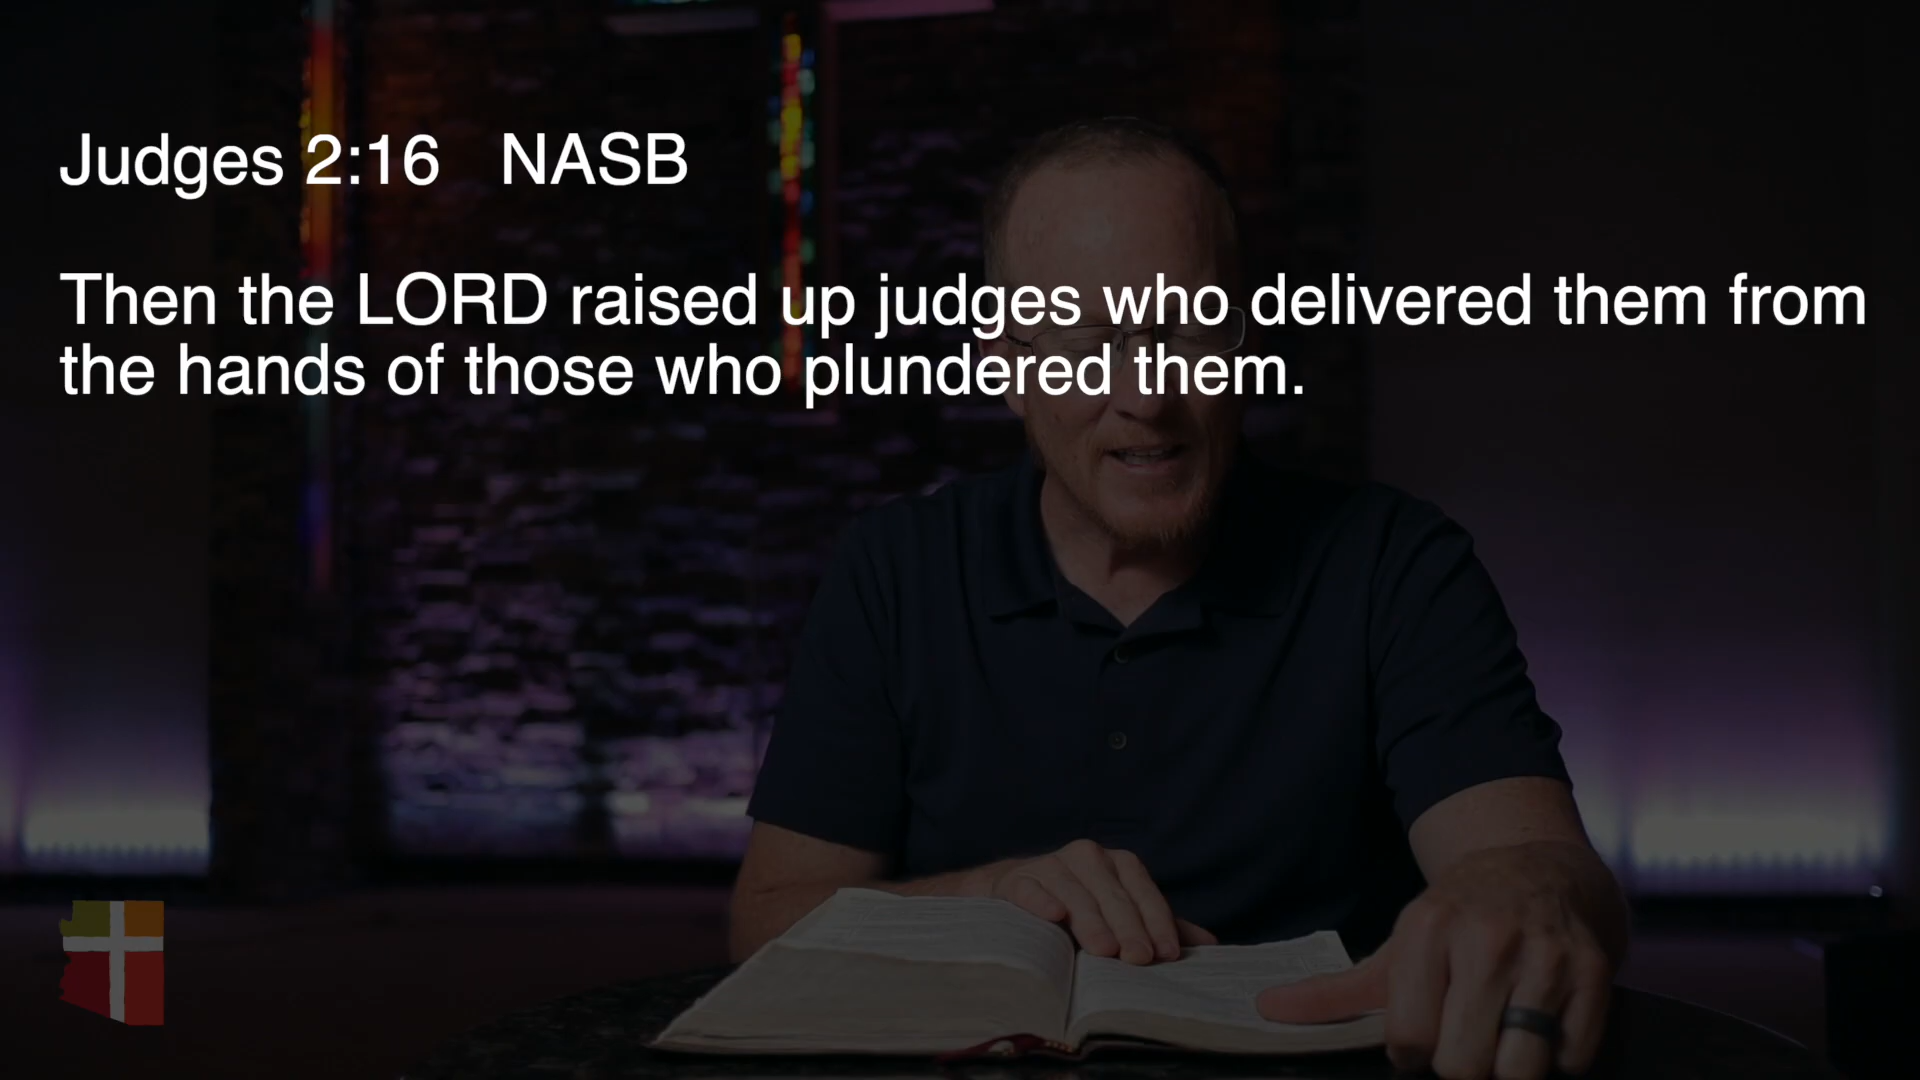 Judges 2:16 NASB
Then the LORD raised up judges who delivered them from
the hands of those who plundered them.